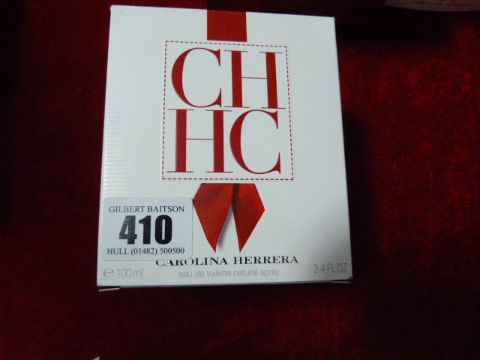 CH
HC
GILBERT BAITSON
410
HULL (01482) 500500
CAROLINA HERRERA
eau de toilette natural spray
℮ 100 ml
3.4 FL.OZ